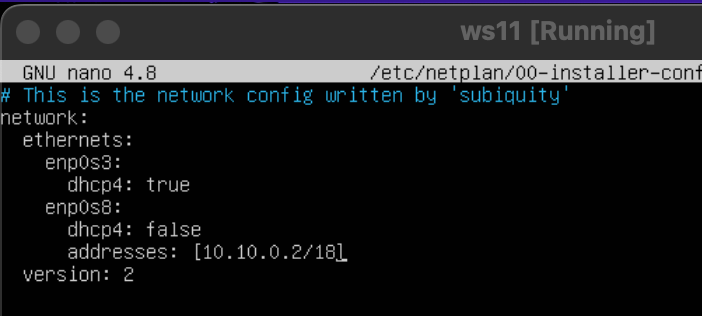 ws11 [Running]
GNU nano 4.8 /etc/netplan/00-installer-conf
# This is the network config written by 'subiquity'
network:
  ethernets:
    enp0s3:
      dhcp4: true
    enp0s8:
      dhcp4: false
      addresses: [10.10.0.2/18]
  version: 2